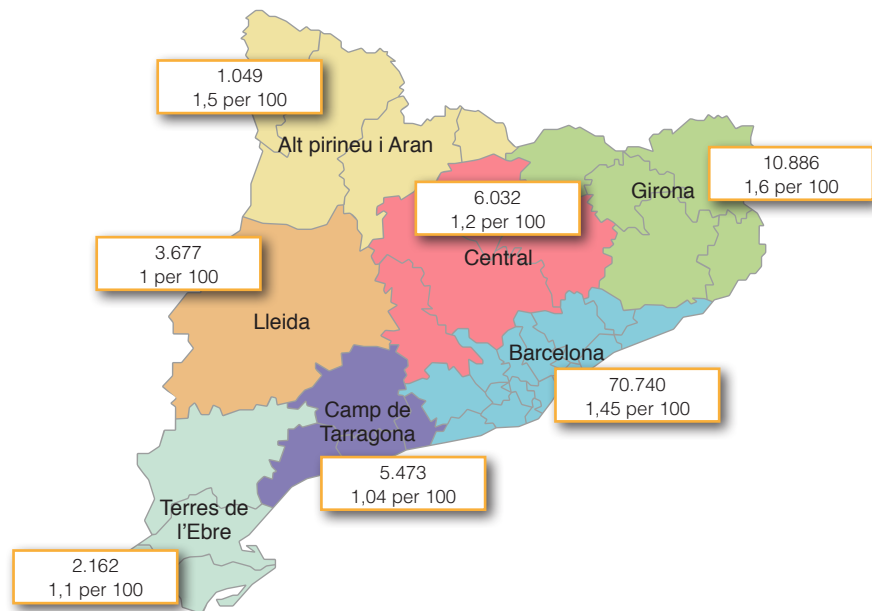 1.049
1,5 per 100
Alt pirineu i Aran
10.886
1,6 per 100
Girona
6.032
1,2 per 100
Central
3.677
1 per 100
Lleida
Barcelona
70.740
1,45 per 100
Camp de
Tarragona
5.473
1,04 per 100
Terres de
l'Ebre
2.162
1,1 per 100